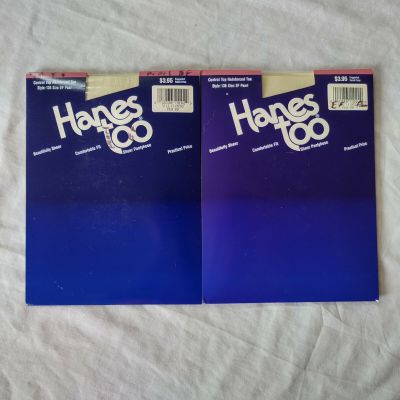 Control Top Reinforced Toe
Style 136 Size EF Pearl
$3.95
Hanes
too
Beautifully Sheer
Comfortable Fit
Sheer Pantyhose
Practical Price
Control Top Reinforced Toe
Style 136 Size EF Pearl
$3.95
Hanes
too
Beautifully Sheer
Comfortable Fit
Sheer Pantyhose
Practical Price